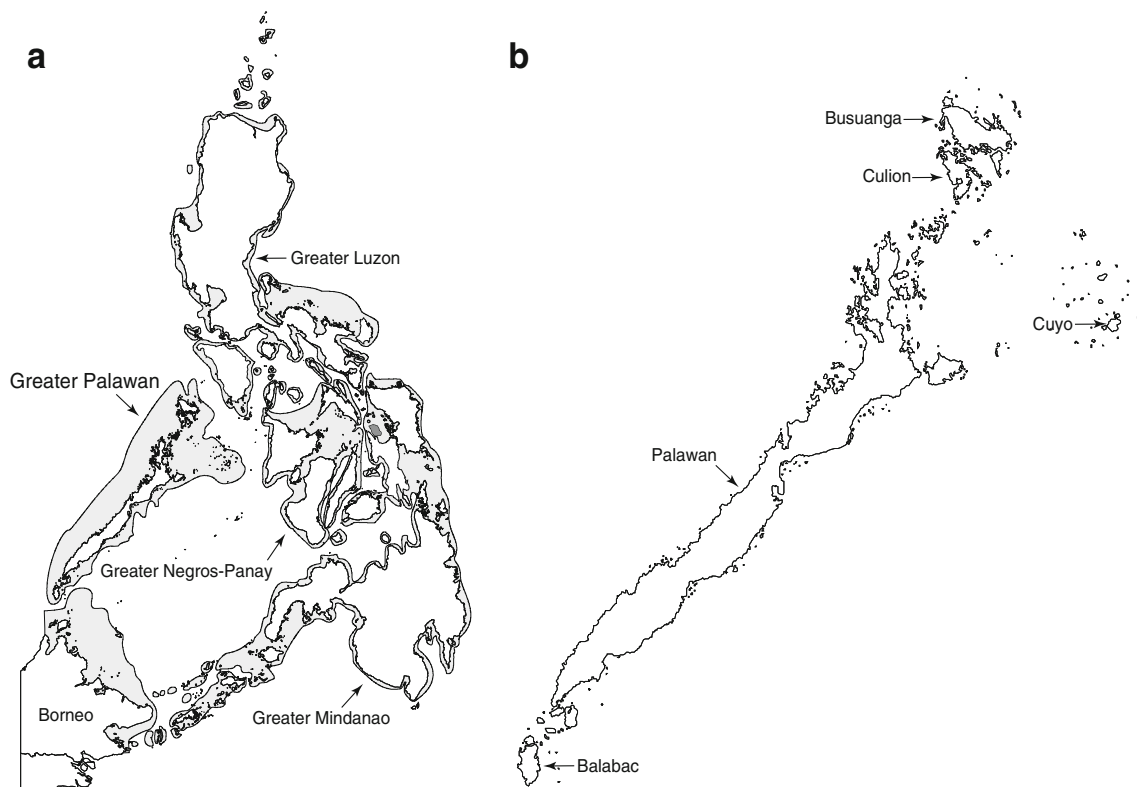 a
Greater Luzon
Greater Palawan
Greater Negros-Panay
Borneo
Greater Mindanao
b
Busuanga
Culion
Cuyo
Palawan
Balabac